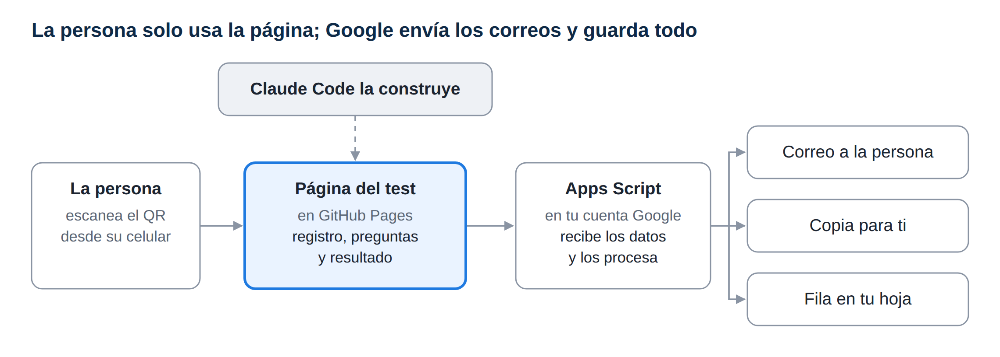 La persona solo usa la página; Google envía los correos y guarda todo
Claude Code la construye
La persona
escanea el QR
desde su celular
Página del test
en GitHub Pages
registro, preguntas
y resultado
Apps Script
en tu cuenta Google
recibe los datos
y los procesa
Correo a la persona
Copia para ti
Fila en tu hoja